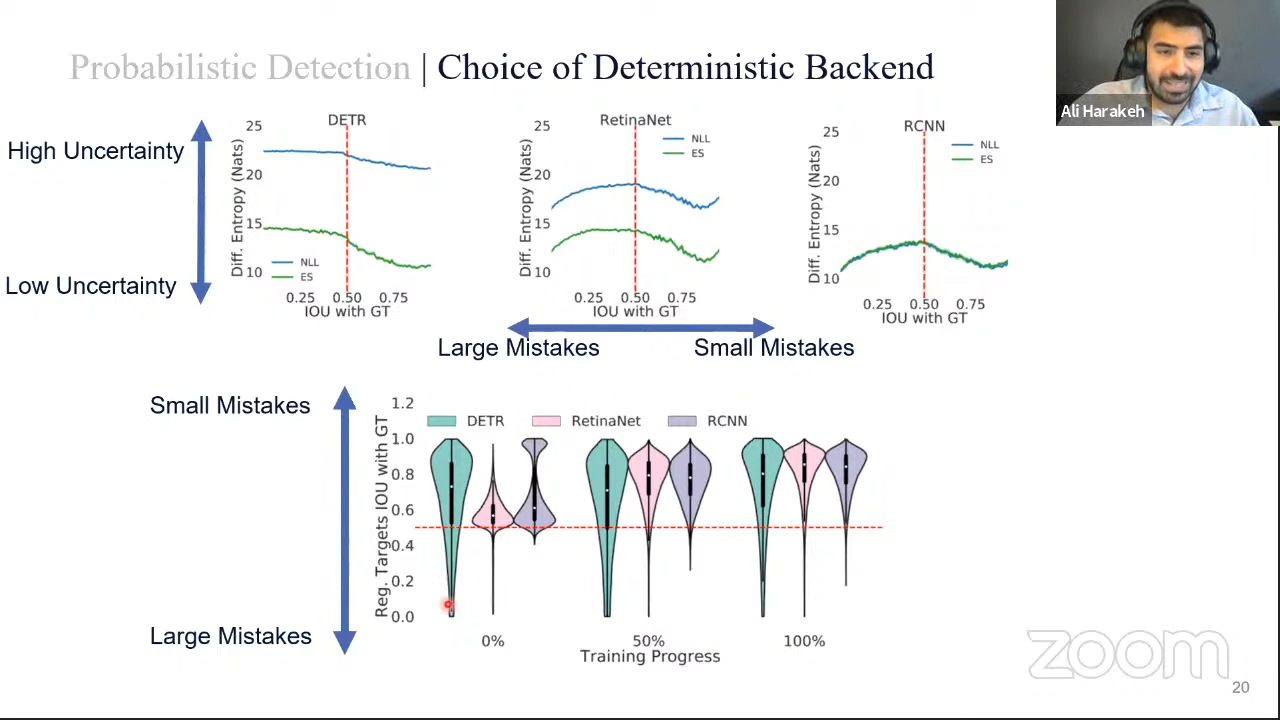 Probabilistic Detection | Choice of Deterministic Backend
Ali Harakeh
High Uncertainty
Low Uncertainty
DETR
25
20
15
10
Diff. Entropy (Nats)
NLL
ES
0.25 0.50 0.75
IOU with GT
RetinaNet
25
20
15
10
Diff. Entropy (Nats)
NLL
ES
0.25 0.50 0.75
IOU with GT
RCNN
25
20
15
10
Diff. Entropy (Nats)
NLL
ES
0.25 0.50 0.75
IOU with GT
Large Mistakes
Small Mistakes
Small Mistakes
Large Mistakes
Reg. Targets IOU with GT
1.2
1.0
0.8
0.6
0.4
0.2
0.0
DETR RetinaNet RCNN
0% 50% 100%
Training Progress
zoom
20